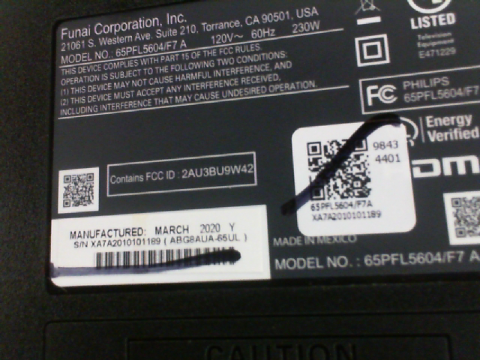 Funai Corporation, Inc.
21061 S. Western Ave. Suite 210, Torrance, CA 90501, USA
MODEL NO.: 65PFL5604/F7 A 120V~ 60Hz 230W
THIS DEVICE COMPLIES WITH PART 15 OF THE FCC RULES.
OPERATION IS SUBJECT TO THE FOLLOWING TWO CONDITIONS:
(1) THIS DEVICE MAY NOT CAUSE HARMFUL INTERFERENCE, AND
(2) THIS DEVICE MUST ACCEPT ANY INTERFERENCE RECEIVED,
INCLUDING INTERFERENCE THAT MAY CAUSE UNDESIRED OPERATION.
UL
LISTED
E471229
FC PHILIPS
65PFL5604/F7
Energy
Verified
9843
4401
65PFL5604/F7A
XA7A2010101189
Contains FCC ID : 2AU3BU9W42
MANUFACTURED: MARCH 2020 Y
S/N XA7A2010101189 ( ABG8AUA-65UL )
MADE IN MEXICO
MODEL NO. : 65PFL5604/F7 A
CAUTION